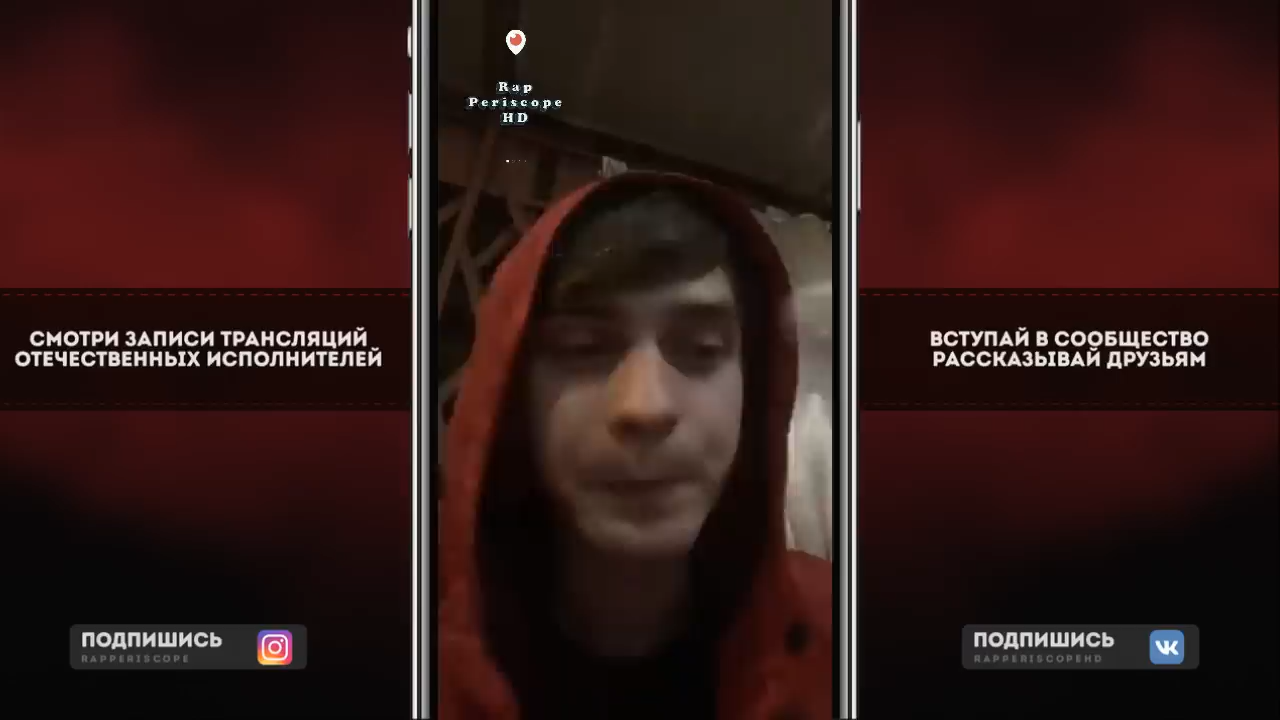 Rap
Periscope
HD
СМОТРИ ЗАПИСИ ТРАНСЛЯЦИЙ
ОТЕЧЕСТВЕННЫХ ИСПОЛНИТЕЛЕЙ
ВСТУПАЙ В СООБЩЕСТВО
РАССКАЗЫВАЙ ДРУЗЬЯМ
ПОДПИШИСЬ
RAPPERISCOPE
ПОДПИШИСЬ
RAPPERISCOPEHD